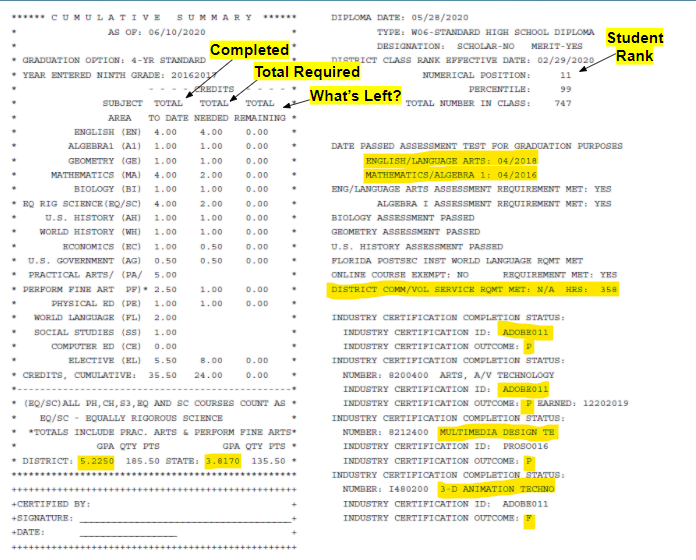 ****** C U M U L A T I V E   S U M M A R Y ******
* AS OF: 06/10/2020 *
* *
* GRADUATION OPTION: 4-YR STANDARD
* YEAR ENTERED NINTH GRADE: 20162017
* - - - - CREDITS - - - - *
* SUBJECT TOTAL TOTAL TOTAL *
* AREA TO DATE NEEDED REMAINING *
* ENGLISH (EN) 4.00 4.00 0.00 *
* ALGEBRA1 (A1) 1.00 1.00 0.00 *
* GEOMETRY (GE) 1.00 1.00 0.00 *
* MATHEMATICS (MA) 4.00 2.00 0.00 *
* BIOLOGY (BI) 1.00 1.00 0.00 *
* EQ RIG SCIENCE(EQ/SC) 4.00 2.00 0.00 *
* U.S. HISTORY (AH) 1.00 1.00 0.00 *
* WORLD HISTORY (WH) 1.00 1.00 0.00 *
* ECONOMICS (EC) 1.00 0.50 0.00 *
* U.S. GOVERNMENT (AG) 0.50 0.50 0.00 *
* PRACTICAL ARTS/ (PA/ 5.00 *
* PERFORM FINE ART PF)* 2.50 1.00 0.00 *
* PHYSICAL ED (PE) 1.00 1.00 0.00 *
* WORLD LANGUAGE (FL) 2.00 *
* SOCIAL STUDIES (SS) 1.00 *
* COMPUTER ED (CE) 0.00 *
* ELECTIVE (EL) 5.50 8.00 0.00 *
* CREDITS, CUMULATIVE: 35.50 24.00 0.00 *
*-----------------------------------------------*
* (EQ/SC)ALL PH,CH,S3,EQ AND SC COURSES COUNT AS *
* EQ/SC - EQUALLY RIGOROUS SCIENCE *
* *TOTALS INCLUDE PRAC. ARTS & PERFORM FINE ARTS*
* GPA QTY PTS GPA QTY PTS *
* DISTRICT: 5.2250 185.50 STATE: 3.8170 135.50 *
*************************************************
+++++++++++++++++++++++++++++++++++++++++++++++++
+CERTIFIED BY: +
+SIGNATURE: ____________________________________+
+DATE: _________________ +
+++++++++++++++++++++++++++++++++++++++++++++++++
Completed
Total Required
What's Left?
DIPLOMA DATE: 05/28/2020
TYPE: W06-STANDARD HIGH SCHOOL DIPLOMA
DESIGNATION: SCHOLAR-NO MERIT-YES
DISTRICT CLASS RANK EFFECTIVE DATE: 02/29/2020
NUMERICAL POSITION: 11
PERCENTILE: 99
TOTAL NUMBER IN CLASS: 747
Student
Rank
DATE PASSED ASSESSMENT TEST FOR GRADUATION PURPOSES
ENGLISH/LANGUAGE ARTS: 04/2018
MATHEMATICS/ALGEBRA 1: 04/2016
ENG/LANGUAGE ARTS ASSESSMENT REQUIREMENT MET: YES
ALGEBRA I ASSESSMENT REQUIREMENT MET: YES
BIOLOGY ASSESSMENT PASSED
GEOMETRY ASSESSMENT PASSED
U.S. HISTORY ASSESSMENT PASSED
FLORIDA POSTSEC INST WORLD LANGUAGE RQMT MET
ONLINE COURSE EXEMPT: NO REQUIREMENT MET: YES
DISTRICT COMM/VOL SERVICE RQMT MET: N/A HRS: 358
INDUSTRY CERTIFICATION COMPLETION STATUS:
INDUSTRY CERTIFICATION ID: ADOBE011
INDUSTRY CERTIFICATION OUTCOME: P
INDUSTRY CERTIFICATION COMPLETION STATUS:
NUMBER: 8200400 ARTS, A/V TECHNOLOGY
INDUSTRY CERTIFICATION ID: ADOBE011
INDUSTRY CERTIFICATION OUTCOME: P EARNED: 12202019
INDUSTRY CERTIFICATION COMPLETION STATUS:
NUMBER: 8212400 MULTIMEDIA DESIGN TE
INDUSTRY CERTIFICATION ID: PROSO016
INDUSTRY CERTIFICATION OUTCOME: P
INDUSTRY CERTIFICATION COMPLETION STATUS:
NUMBER: I480200 3-D ANIMATION TECHNO
INDUSTRY CERTIFICATION ID: ADOBE011
INDUSTRY CERTIFICATION OUTCOME: F